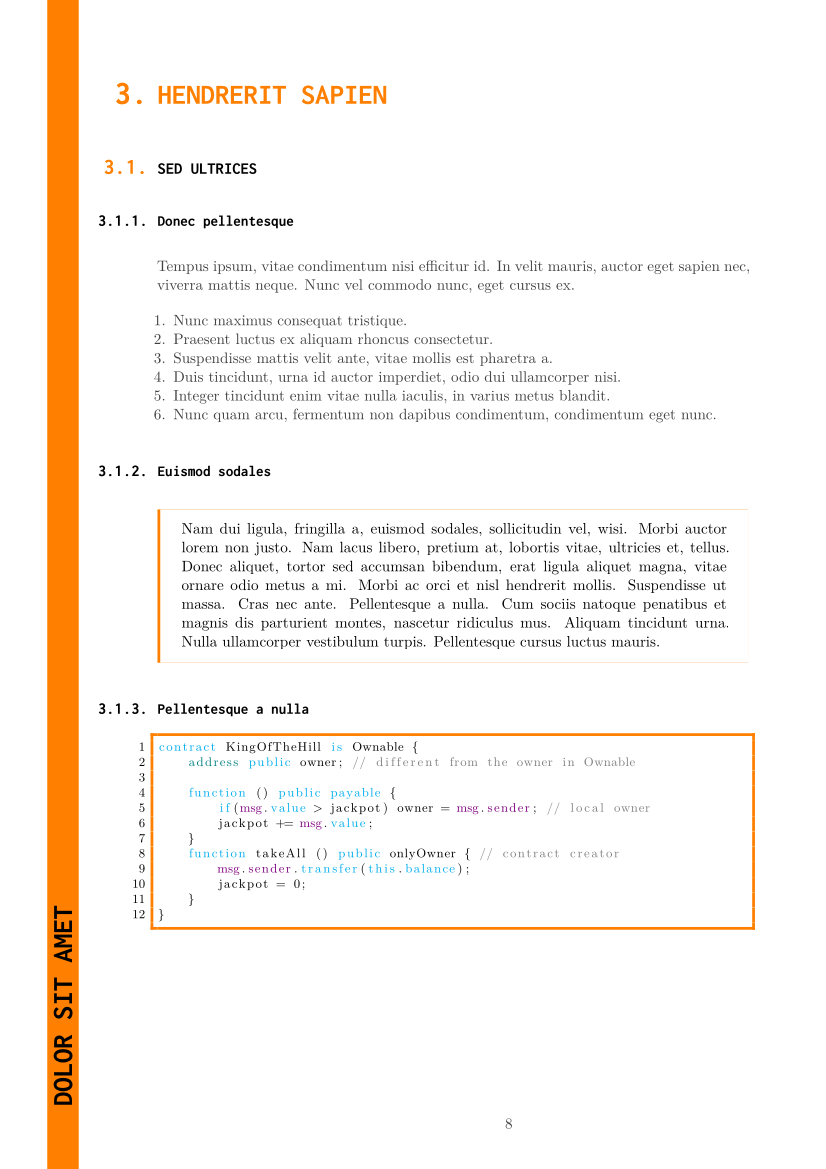 3. HENDRERIT SAPIEN
3.1. SED ULTRICES
3.1.1. Donec pellentesque
Tempus ipsum, vitae condimentum nisi efficitur id. In velit mauris, auctor eget sapien nec,
viverra mattis neque. Nunc vel commodo nunc, eget cursus ex.
1. Nunc maximus consequat tristique.
2. Praesent luctus ex aliquam rhoncus consectetur.
3. Suspendisse mattis velit ante, vitae mollis est pharetra a.
4. Duis tincidunt, urna id auctor imperdiet, odio dui ullamcorper nisi.
5. Integer tincidunt enim vitae nulla iaculis, in varius metus blandit.
6. Nunc quam arcu, fermentum non dapibus condimentum, condimentum eget nunc.
3.1.2. Euismod sodales
Nam dui ligula, fringilla a, euismod sodales, sollicitudin vel, wisi. Morbi auctor
lorem non justo. Nam lacus libero, pretium at, lobortis vitae, ultricies et, tellus.
Donec aliquet, tortor sed accumsan bibendum, erat ligula aliquet magna, vitae
ornare odio metus a mi. Morbi ac orci et nisl hendrerit mollis. Suspendisse ut
massa. Cras nec ante. Pellentesque a nulla. Cum sociis natoque penatibus et
magnis dis parturient montes, nascetur ridiculus mus. Aliquam tincidunt urna.
Nulla ullamcorper vestibulum turpis. Pellentesque cursus luctus mauris.
3.1.3. Pellentesque a nulla
1 contract KingOfTheHill is Ownable {
2 address public owner; // different from the owner in Ownable
3
4 function () public payable {
5 if(msg.value > jackpot) owner = msg.sender; // local owner
6 jackpot += msg.value;
7 }
8 function takeAll () public onlyOwner { // contract creator
9 msg.sender.transfer(this.balance);
10 jackpot = 0;
11 }
12 }
DOLOR SIT AMET
8